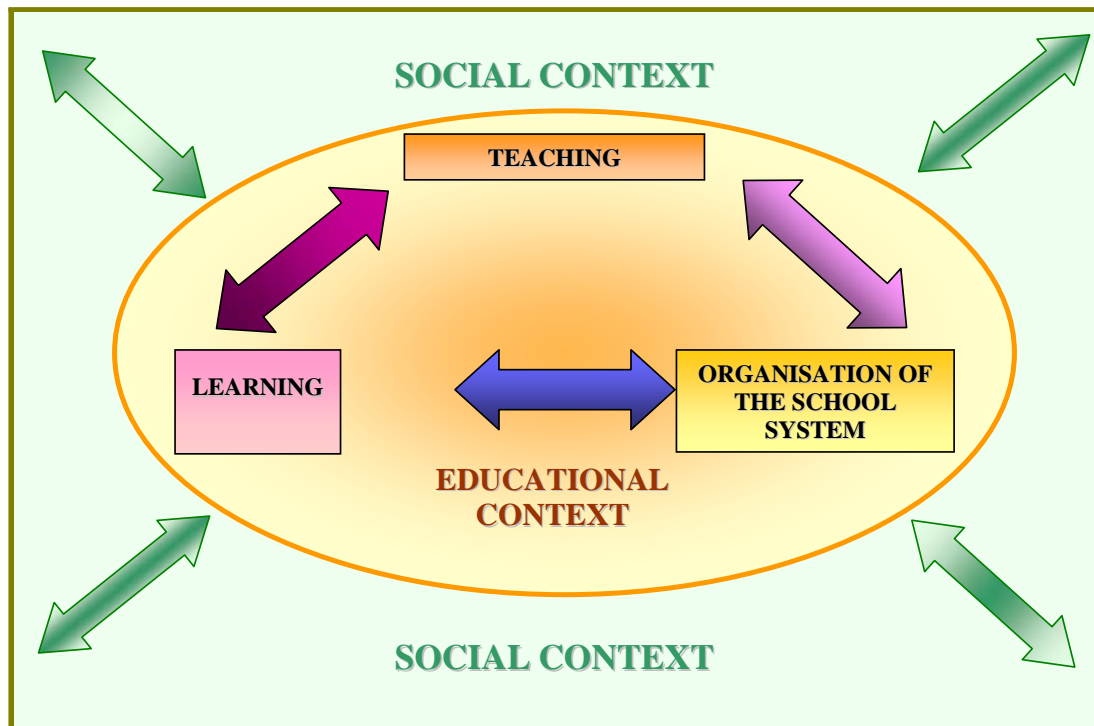 SOCIAL CONTEXT
TEACHING
LEARNING
ORGANISATION OF
THE SCHOOL
SYSTEM
EDUCATIONAL
CONTEXT
SOCIAL CONTEXT